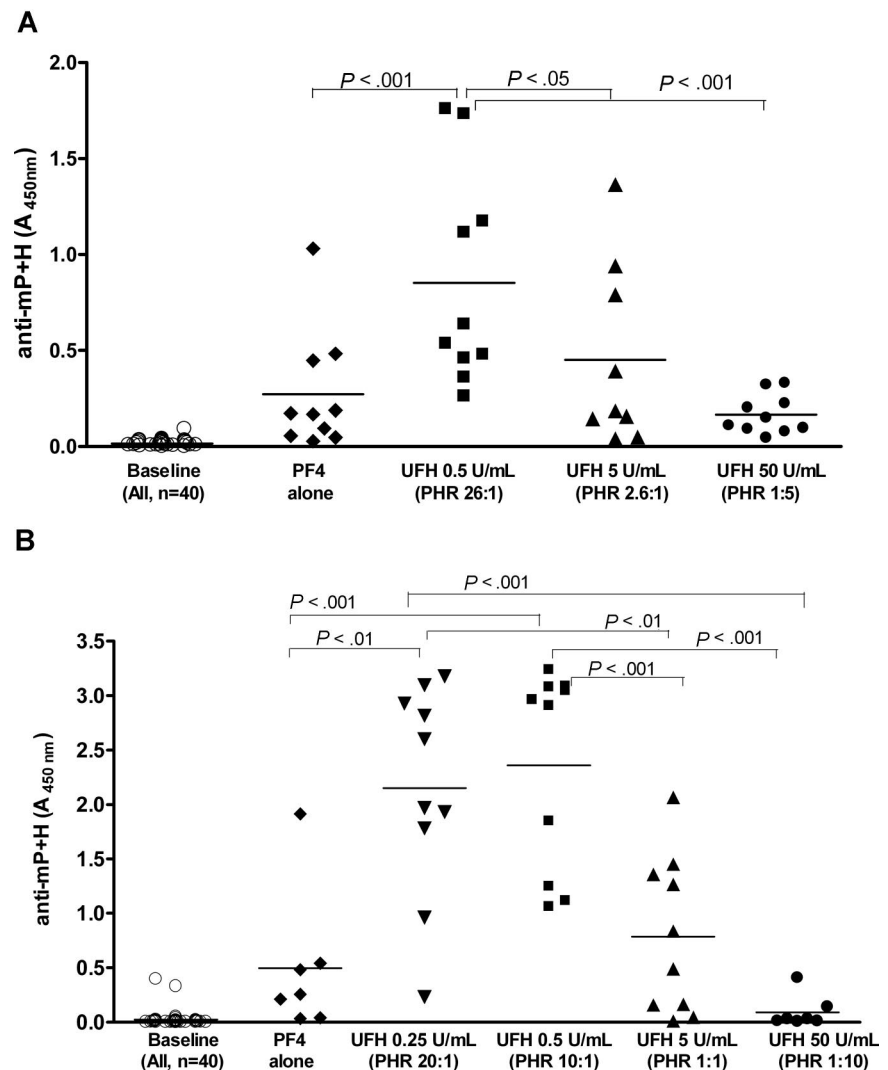 A
P < .001 P < .05 P < .001
2.0
1.5
1.0
0.5
0.0
anti-mP+H (A 450nm)
Baseline PF4 UFH 0.5 U/mL UFH 5 U/mL UFH 50 U/mL
(All, n=40) alone (PHR 26:1) (PHR 2.6:1) (PHR 1:5)
B
P < .001
P < .001
P < .01 P < .01 P < .001
P < .001
3.5
3.0
2.5
2.0
1.5
1.0
0.5
0.0
anti-mP+H (A 450 nm)
Baseline PF4 UFH 0.25 U/mL UFH 0.5 U/mL UFH 5 U/mL UFH 50 U/mL
(All, n=40) alone (PHR 20:1) (PHR 10:1) (PHR 1:1) (PHR 1:10)